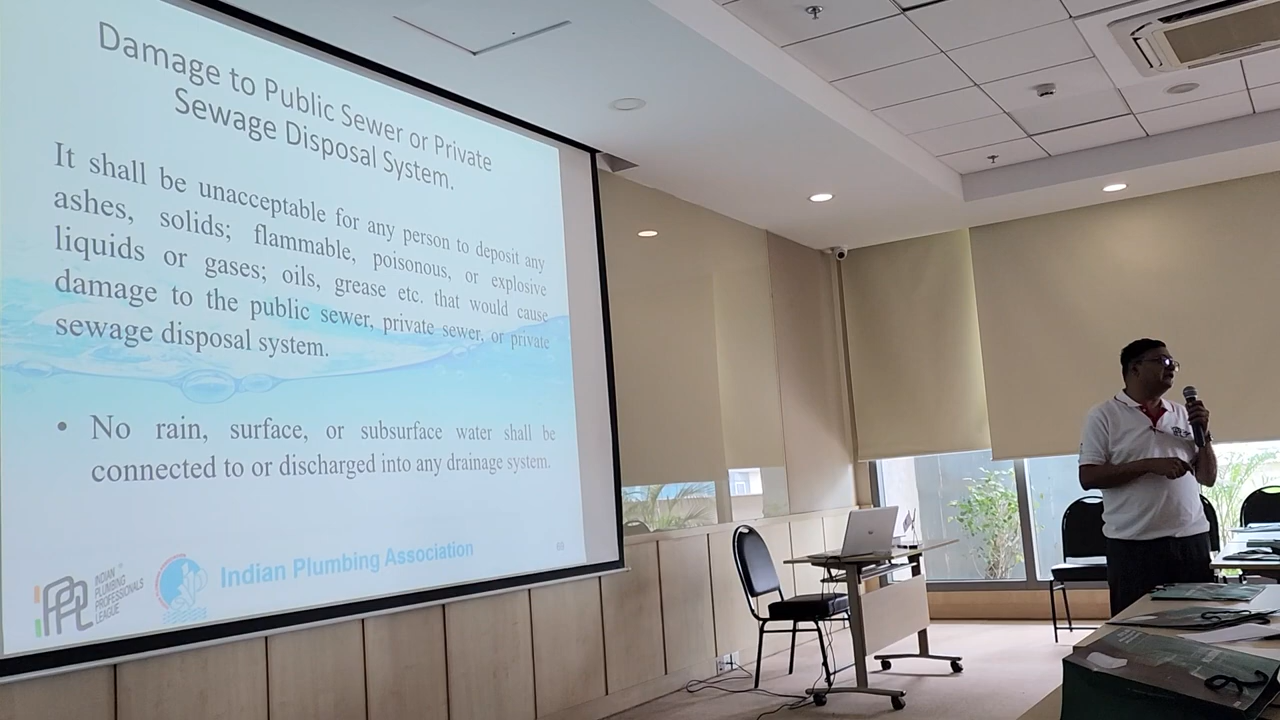 Damage to Public Sewer or Private
Sewage Disposal System.
It shall be unacceptable for any person to deposit any
ashes, solids; flammable, poisonous, or explosive
liquids or gases; oils, grease etc. that would cause
damage to the public sewer, private sewer, or private
sewage disposal system.
• No rain, surface, or subsurface water shall be
connected to or discharged into any drainage system.
INDIAN
PLUMBING
PROFESSIONALS
LEAGUE
Indian Plumbing Association